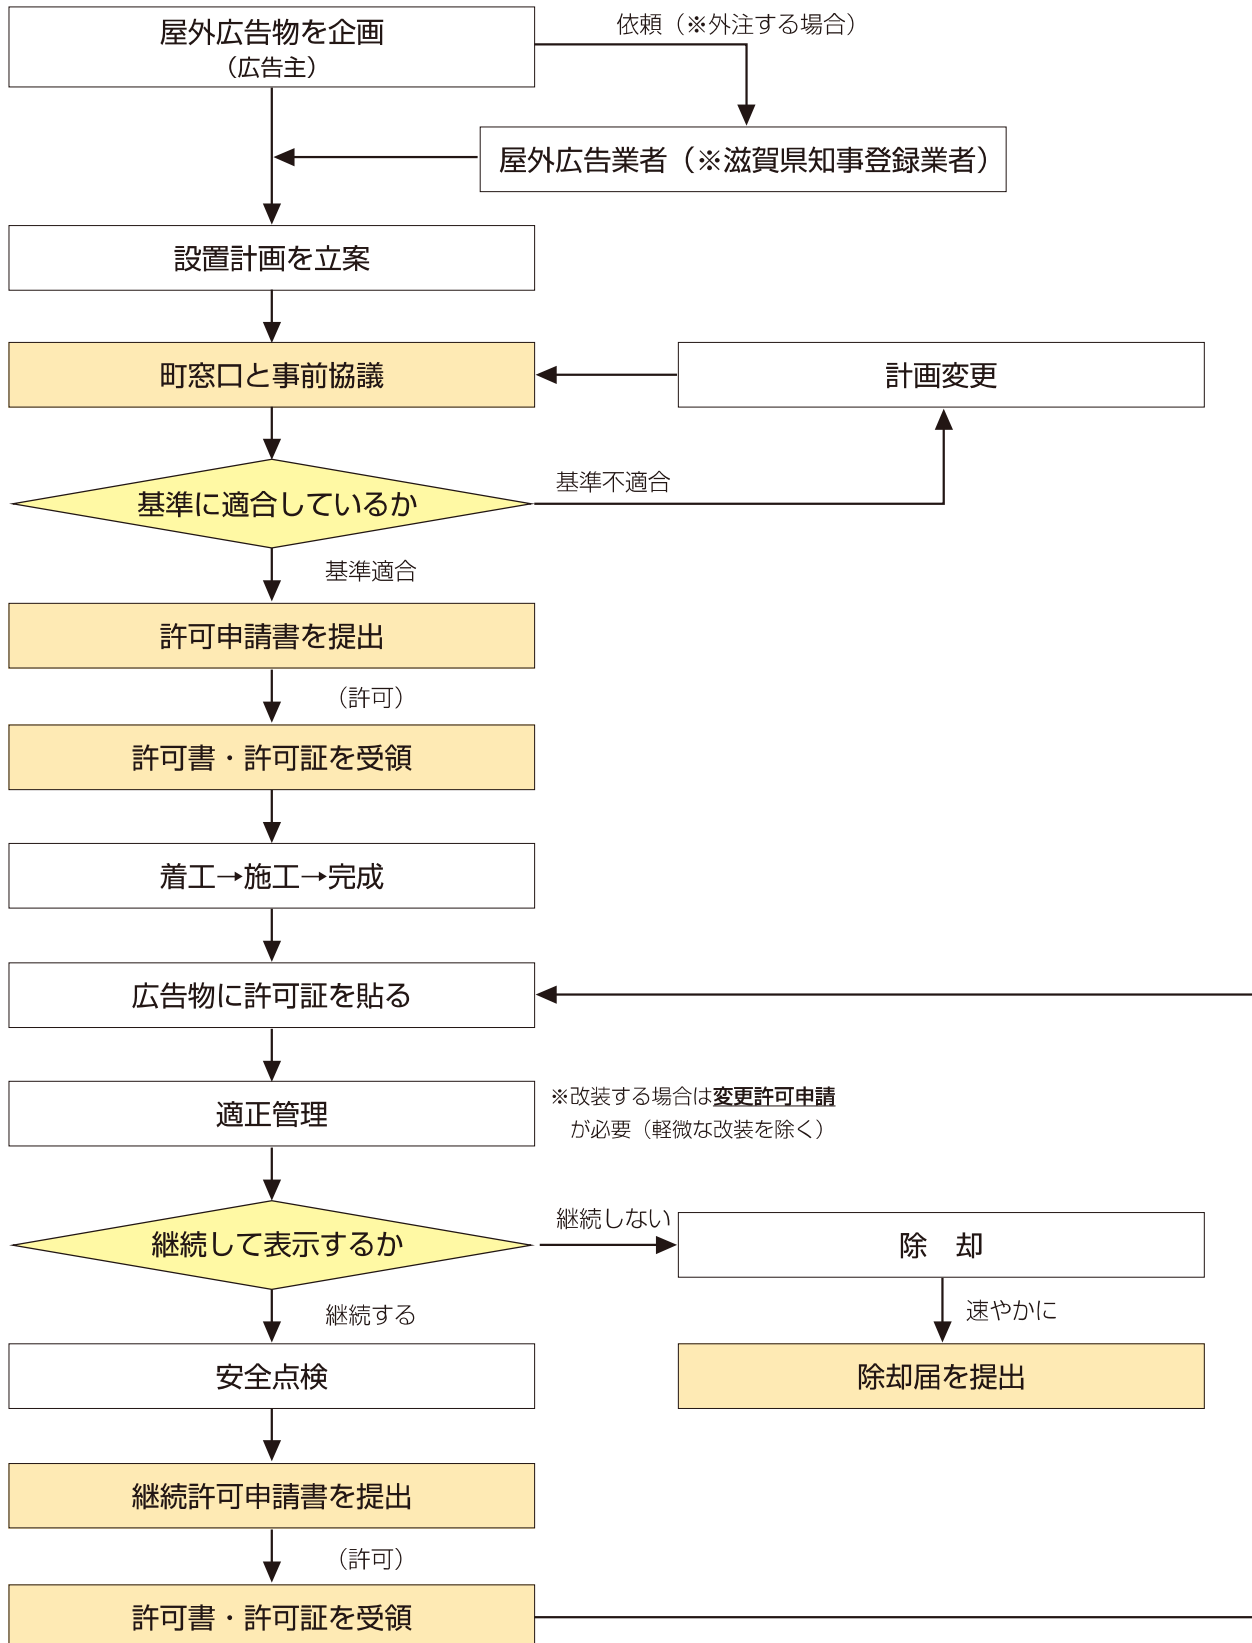 屋外広告物を企画
（広告主）
依頼（※外注する場合）
屋外広告業者（※滋賀県知事登録業者）
設置計画を立案
町窓口と事前協議
計画変更
基準に適合しているか
基準不適合
基準適合
許可申請書を提出
（許可）
許可書・許可証を受領
着工→施工→完成
広告物に許可証を貼る
適正管理
※改装する場合は変更許可申請
が必要（軽微な改装を除く）
継続して表示するか
継続しない
除　却
継続する
速やかに
安全点検
除却届を提出
継続許可申請書を提出
（許可）
許可書・許可証を受領